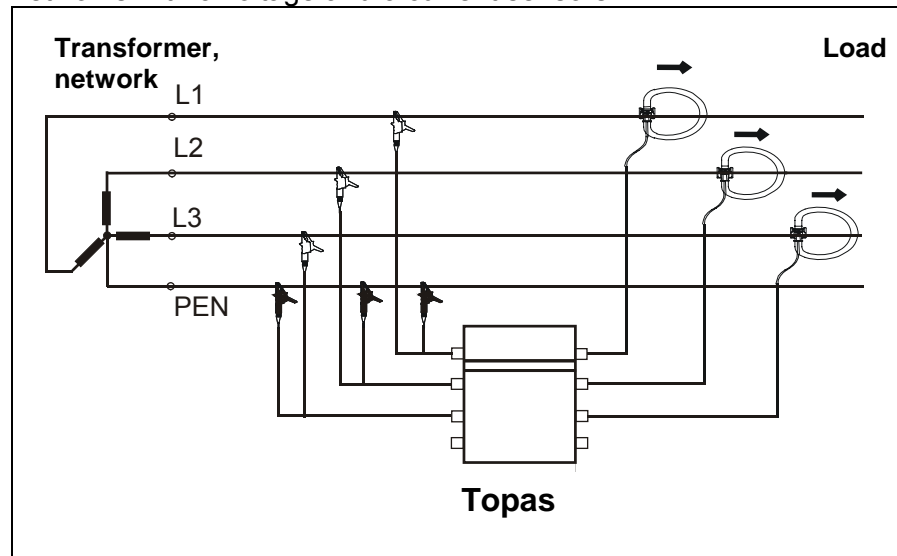 Transformer,
network
Load
L1
L2
L3
PEN
Topas